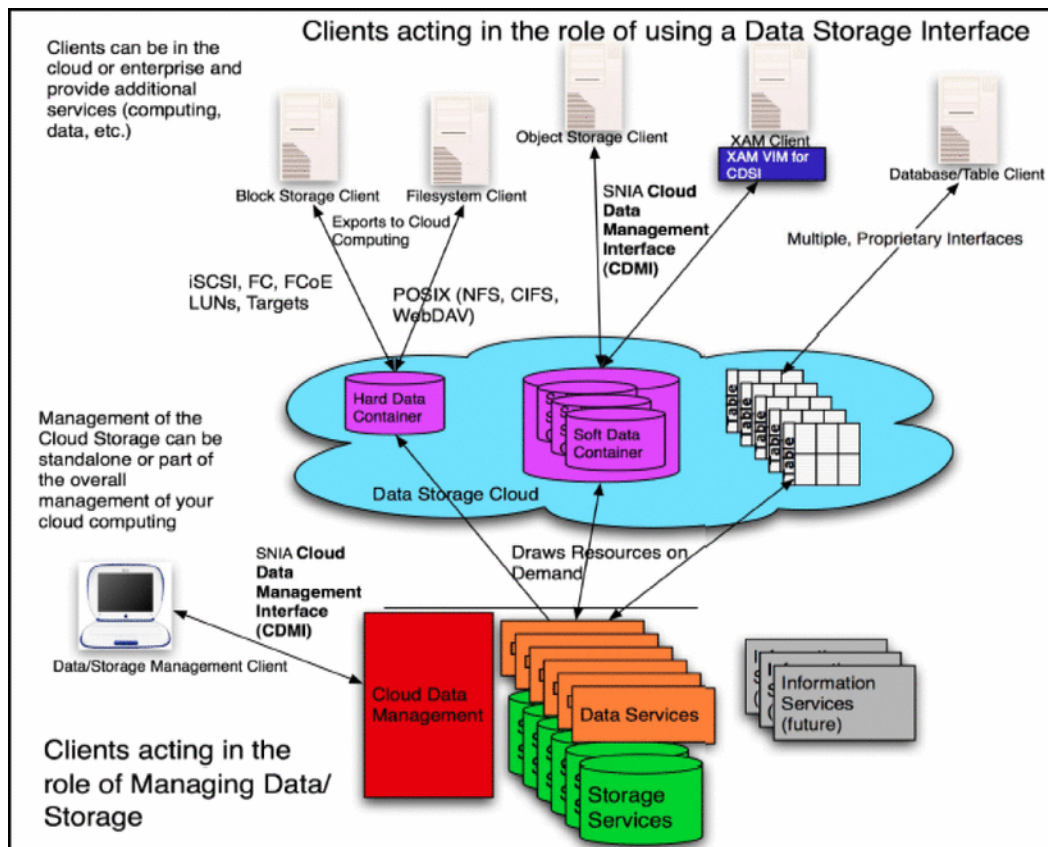 Clients acting in the role of using a Data Storage Interface
Clients can be in the
cloud or enterprise and
provide additional
services (computing,
data, etc.)
Block Storage Client
Filesystem Client
Object Storage Client
XAM Client
XAM VIM for
CDSI
Database/Table Client
Exports to Cloud
Computing
SNIA Cloud
Data
Management
Interface
(CDMI)
Multiple, Proprietary Interfaces
iSCSI, FC, FCoE
LUNs, Targets
POSIX (NFS, CIFS,
WebDAV)
Hard Data
Container
Soft Data
Container
Table
Table
Table
Table
Table
Data Storage Cloud
Management of the
Cloud Storage can be
standalone or part of
the overall
management of your
cloud computing
Draws Resources on
Demand
SNIA Cloud
Data
Management
Interface
(CDMI)
Data/Storage Management Client
Cloud Data
Management
Data Services
Storage
Services
Information
Services
(future)
Clients acting in the
role of Managing Data/
Storage